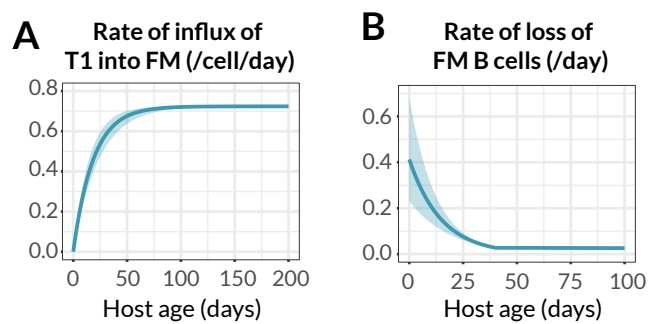 A
Rate of influx of
T1 into FM (/cell/day)
0.8
0.6
0.4
0.2
0.0
0 50 100 150 200
Host age (days)
B
Rate of loss of
FM B cells (/day)
0.6
0.4
0.2
0.0
0 25 50 75 100
Host age (days)